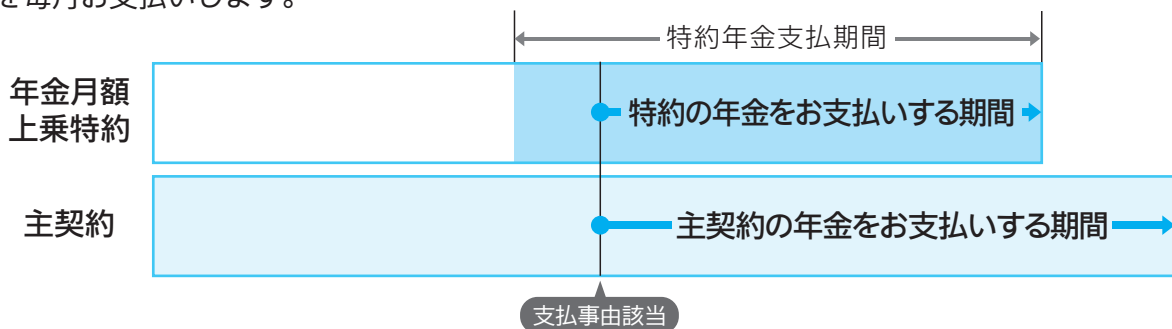 を毎月お支払いします。
特約年金支払期間
年金月額
上乗特約
特約の年金をお支払いする期間
主契約
主契約の年金をお支払いする期間
支払事由該当